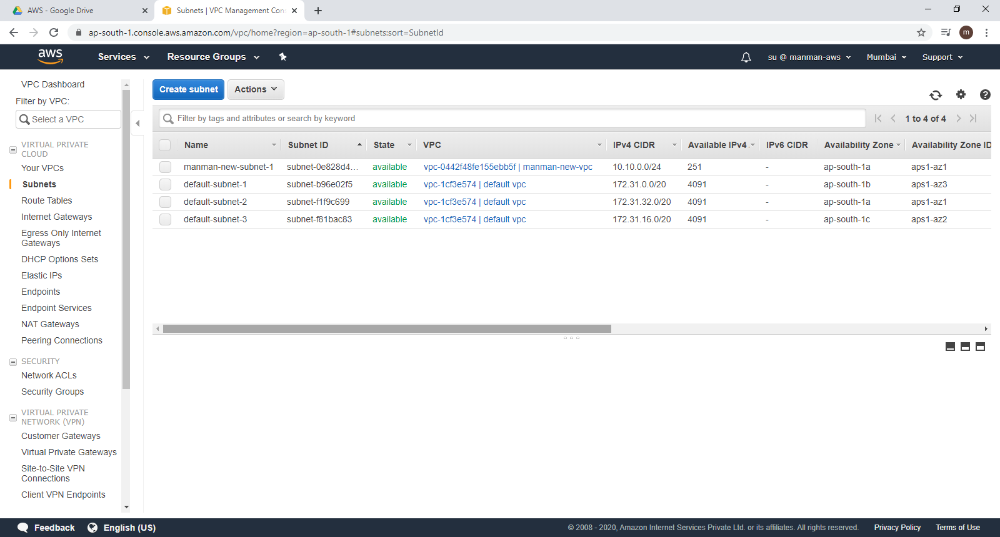 AWS - Google Drive
Subnets | VPC Management Con
ap-south-1.console.aws.amazon.com/vpc/home?region=ap-south-1#subnets:sort=SubnetId
m
aws
Services
Resource Groups
su @ manman-aws
Mumbai
Support
VPC Dashboard
Filter by VPC:
Select a VPC
VIRTUAL PRIVATE
CLOUD
Your VPCs
Subnets
Route Tables
Internet Gateways
Egress Only Internet
Gateways
DHCP Options Sets
Elastic IPs
Endpoints
Endpoint Services
NAT Gateways
Peering Connections
SECURITY
Network ACLs
Security Groups
VIRTUAL PRIVATE
NETWORK (VPN)
Customer Gateways
Virtual Private Gateways
Site-to-Site VPN
Connections
Client VPN Endpoints
Create subnet
Actions
Filter by tags and attributes or search by keyword
1 to 4 of 4
Name Subnet ID State VPC IPv4 CIDR Available IPv4 IPv6 CIDR Availability Zone Availability Zone ID
manman-new-subnet-1 subnet-0e828d4... available vpc-0442f48fe155ebb5f | manman-new-vpc 10.10.0.0/24 251 - ap-south-1a aps1-az1
default-subnet-1 subnet-b96e02f5 available vpc-1cf3e574 | default vpc 172.31.0.0/20 4091 - ap-south-1b aps1-az3
default-subnet-2 subnet-f1f9c699 available vpc-1cf3e574 | default vpc 172.31.32.0/20 4091 - ap-south-1a aps1-az1
default-subnet-3 subnet-f81bac83 available vpc-1cf3e574 | default vpc 172.31.16.0/20 4091 - ap-south-1c aps1-az2
Feedback
English (US)
© 2008 - 2020, Amazon Internet Services Private Ltd. or its affiliates. All rights reserved.
Privacy Policy
Terms of Use